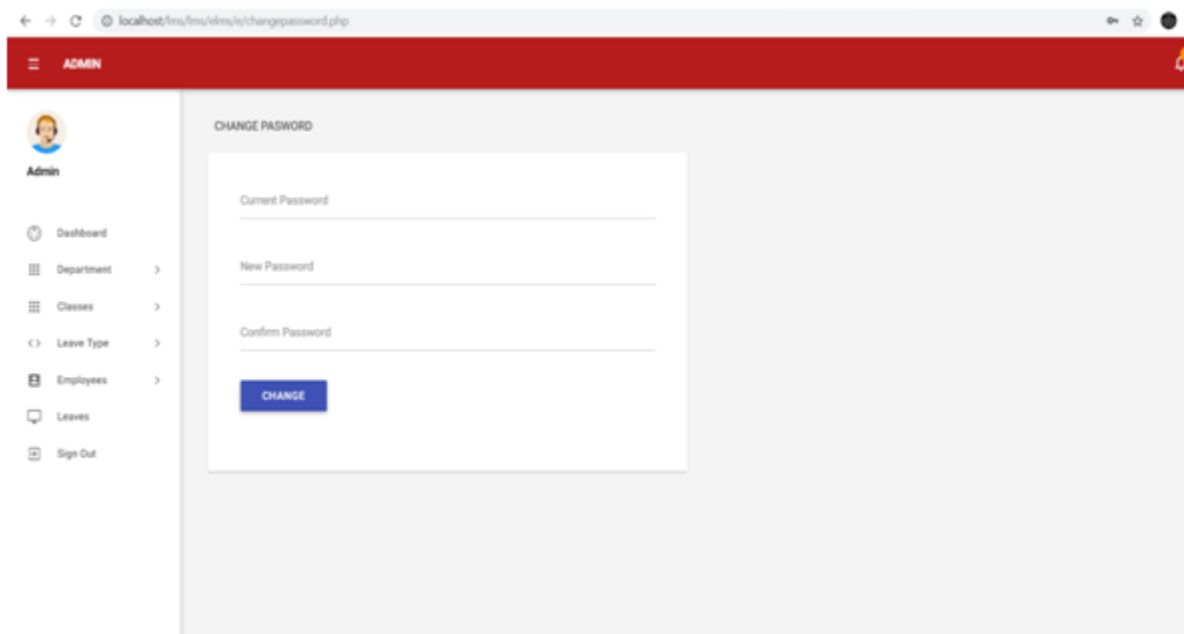 localhost/lms/lms/elms/e/changepassword.php
ADMIN
Admin
Dashboard
Department
Classes
Leave Type
Employees
Leaves
Sign Out
CHANGE PASWORD
Current Password
New Password
Confirm Password
CHANGE